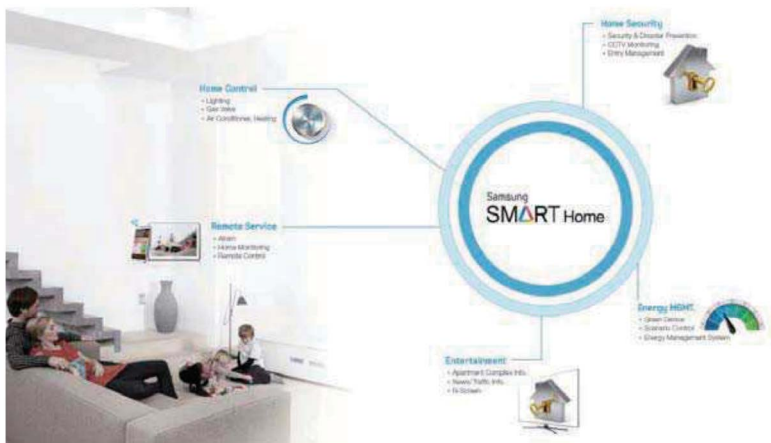 Home Security
• Security & Disaster Prevention
• CCTV Monitoring
• Entry Management
Home Control
• Lighting
• Gas Valve
• Air Conditioner, Heating
Samsung
SMART Home
Remote Service
• Alarm
• Home Monitoring
• Remote Control
Energy MGMT.
• Green Device
• Scenario Control
• Energy Management System
Entertainment
• Apartment Complex Info.
• News/Traffic Info.
• N-Screen